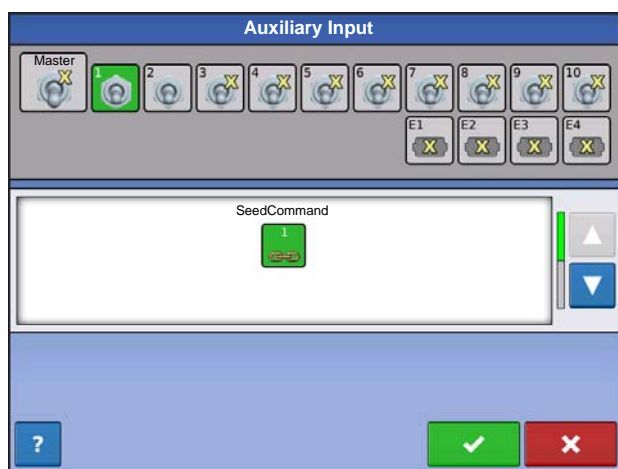 Auxiliary Input
Master 1 2 3 4 5 6 7 8 9 10
X X X X X X X X X
E1 E2 E3 E4
X X X X
SeedCommand
1
?